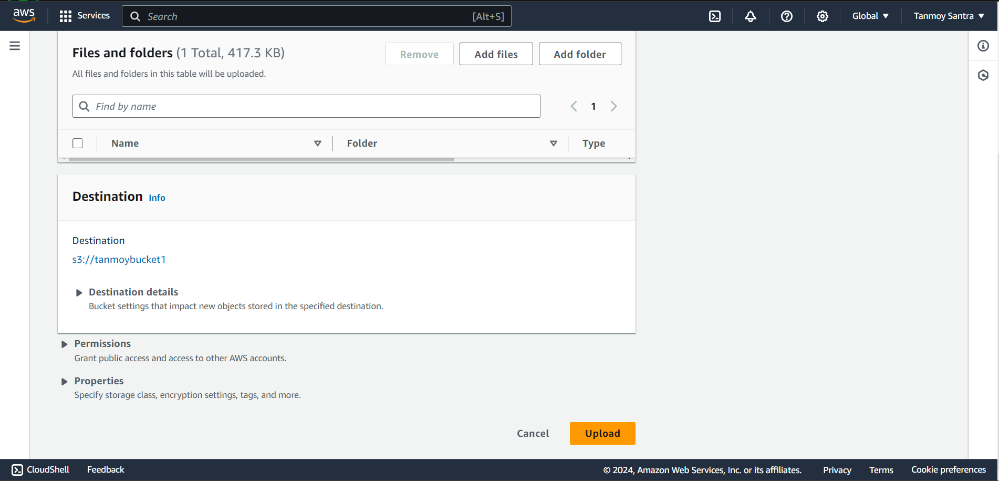 aws Services Search [Alt+S] Global Tanmoy Santra
Files and folders (1 Total, 417.3 KB) Remove Add files Add folder
All files and folders in this table will be uploaded.
Find by name 1
Name Folder Type
Destination Info
Destination
s3://tanmoybucket1
Destination details
Bucket settings that impact new objects stored in the specified destination.
Permissions
Grant public access and access to other AWS accounts.
Properties
Specify storage class, encryption settings, tags, and more.
Cancel Upload
CloudShell Feedback © 2024, Amazon Web Services, Inc. or its affiliates. Privacy Terms Cookie preferences